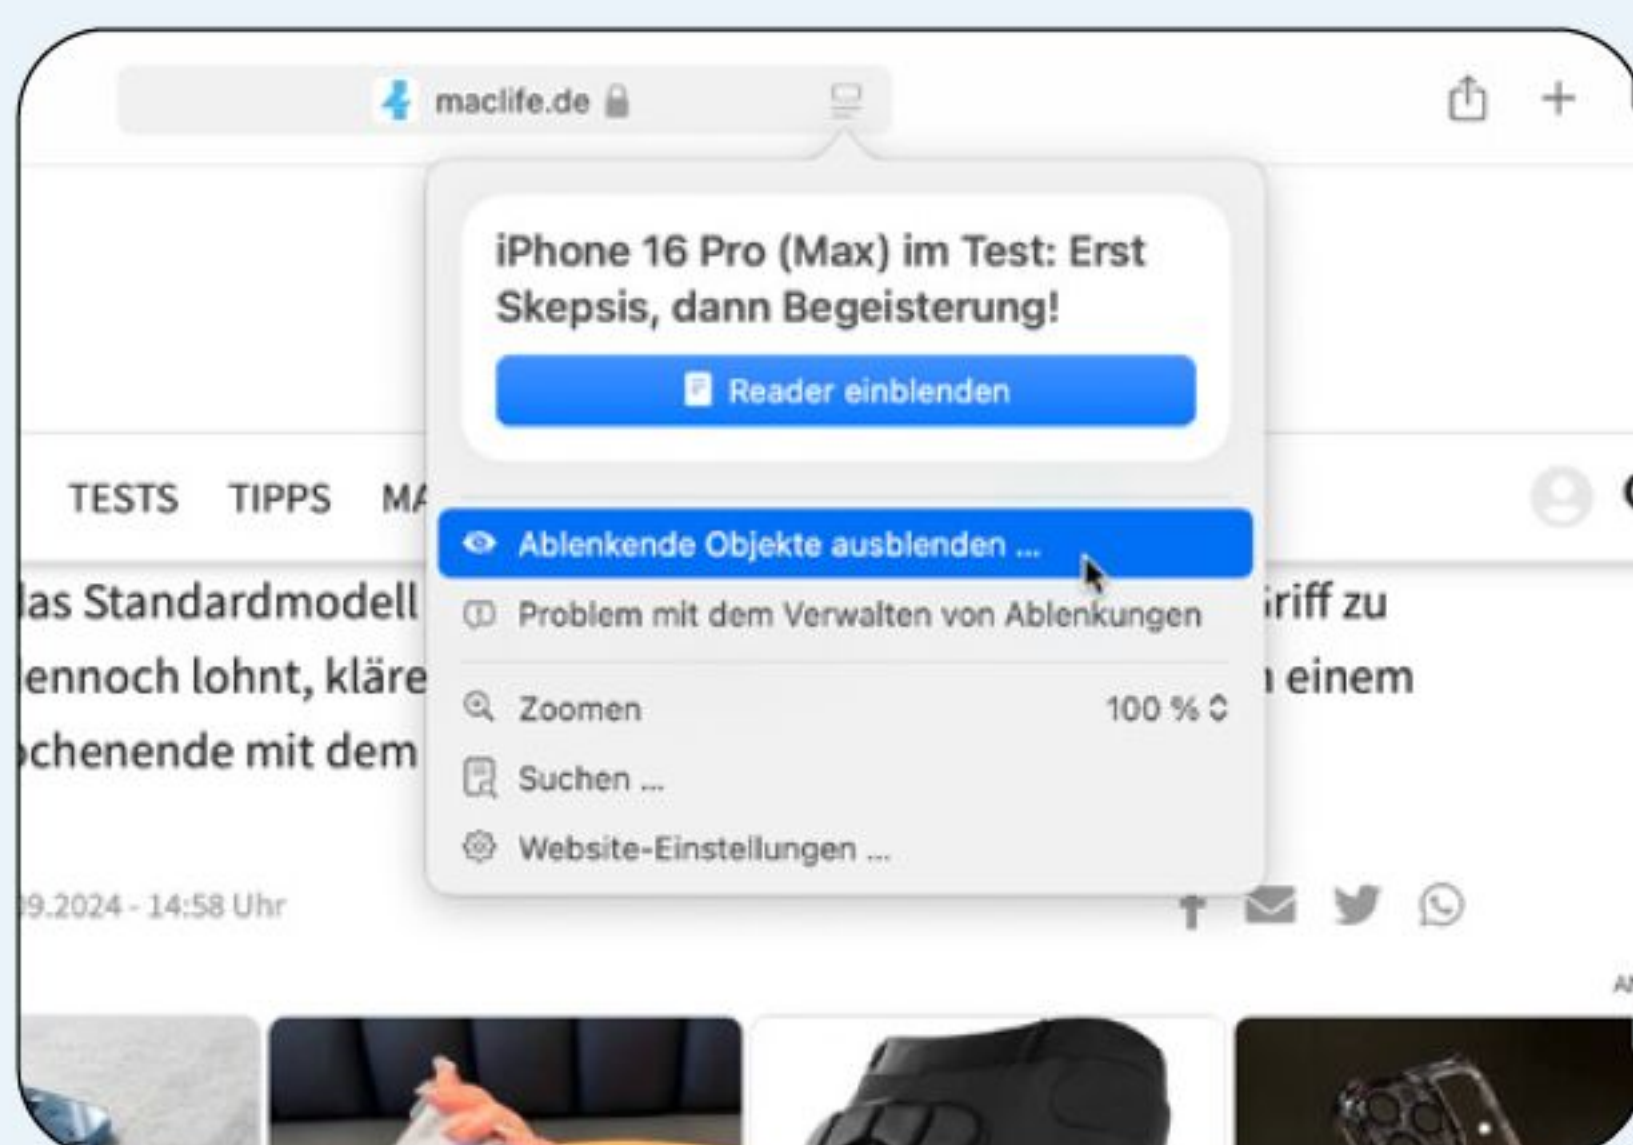 maclife.de
iPhone 16 Pro (Max) im Test: Erst
Skepsis, dann Begeisterung!
Reader einblenden
TESTS TIPPS
Ablenkende Objekte ausblenden ...
Problem mit dem Verwalten von Ablenkungen
las Standardmodell riff zu
ennoch lohnt, kläre einem
ochenende mit dem
Zoomen 100 %
Suchen ...
Website-Einstellungen ...
09.2024 - 14:58 Uhr